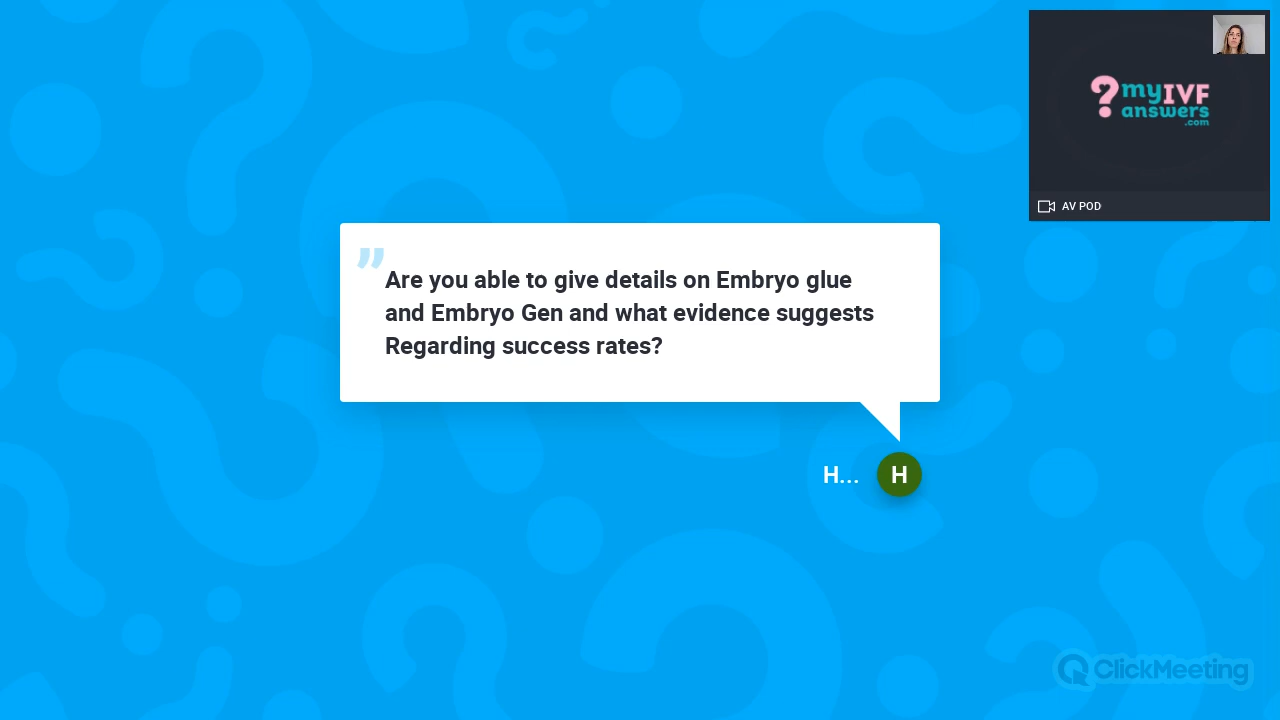 myIVF
answers
.com
AV POD
Are you able to give details on Embryo glue
and Embryo Gen and what evidence suggests
Regarding success rates?
H...
H
ClickMeeting